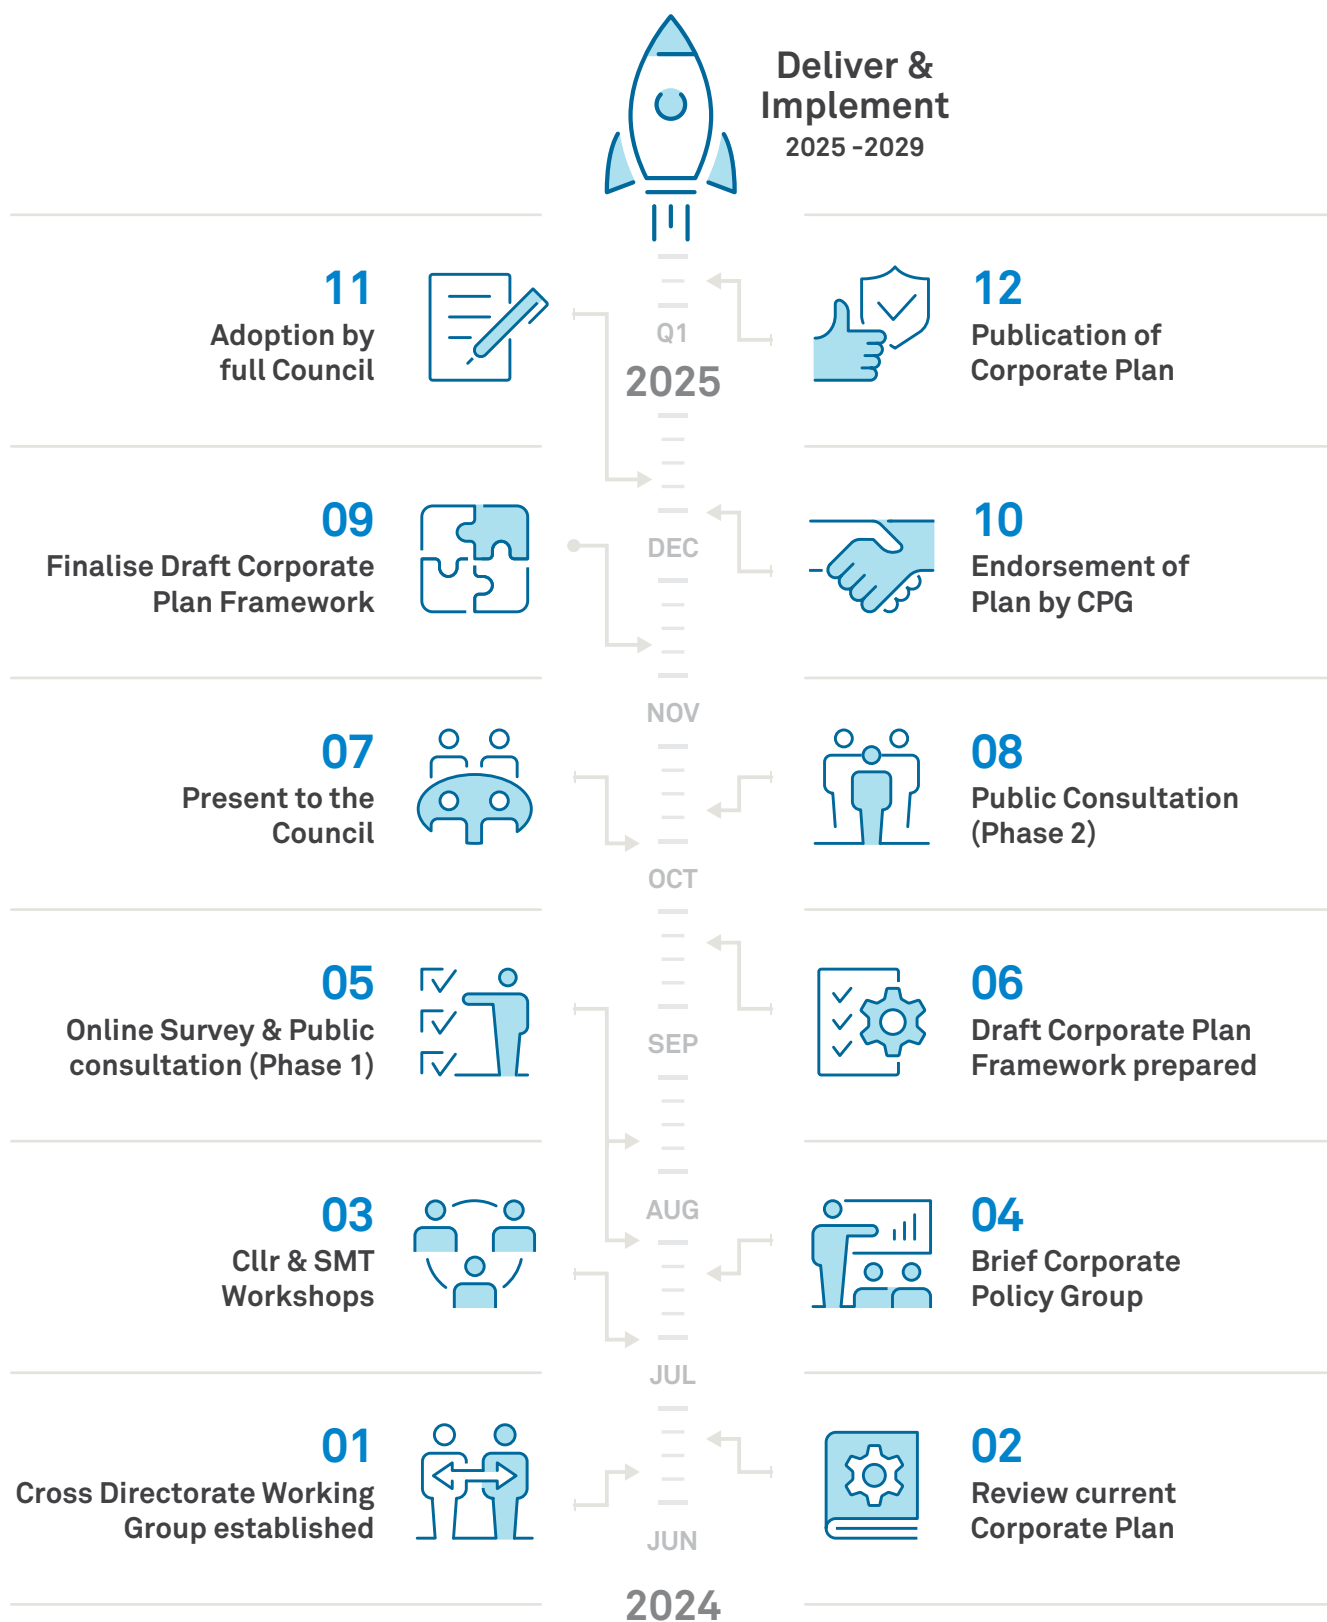 Deliver &
Implement
2025 -2029
11
Adoption by
full Council
12
Publication of
Corporate Plan
Q1
2025
09
Finalise Draft Corporate
Plan Framework
10
Endorsement of
Plan by CPG
DEC
NOV
07
Present to the
Council
08
Public Consultation
(Phase 2)
OCT
05
Online Survey & Public
consultation (Phase 1)
06
Draft Corporate Plan
Framework prepared
SEP
AUG
03
Cllr & SMT
Workshops
04
Brief Corporate
Policy Group
JUL
01
Cross Directorate Working
Group established
02
Review current
Corporate Plan
JUN
2024